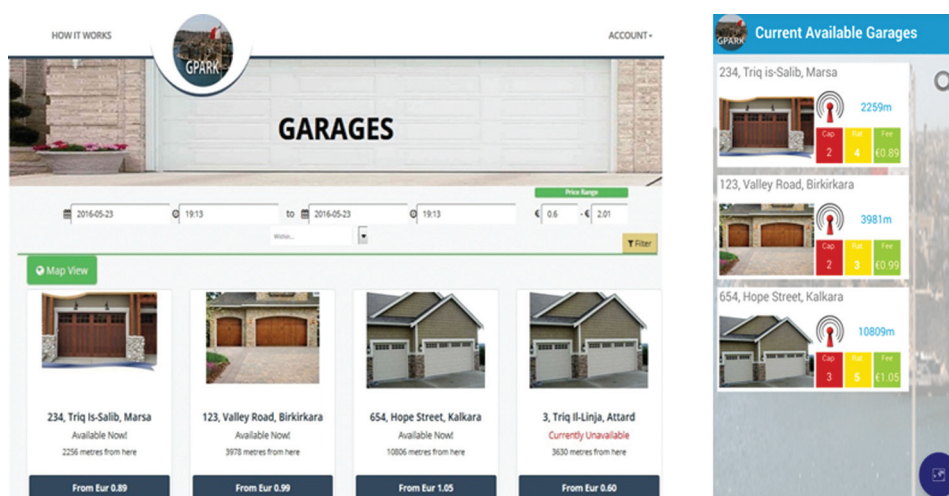 HOW IT WORKS
GPARK
ACCOUNT
GARAGES
Price Range
2016-05-23
19:13
to
2016-05-23
19:13
€ 0.6 - € 2.01
Within...
Filter
Map View
234, Triq Is-Salib, Marsa
Available Now!
2256 metres from here
From Eur 0.89
123, Valley Road, Birkirkara
Available Now!
3978 metres from here
From Eur 0.99
654, Hope Street, Kalkara
Available Now!
10806 metres from here
From Eur 1.05
3, Triq Il-Linja, Attard
Currently Unavailable
3630 metres from here
From Eur 0.60
GPARK
Current Available Garages
234, Triq is-Salib, Marsa
2259m
Cap. Rat. Fee
2 4 €0.89
123, Valley Road, Birkirkara
3981m
Cap. Rat. Fee
2 3 €0.99
654, Hope Street, Kalkara
10809m
Cap. Rat. Fee
3 5 €1.05